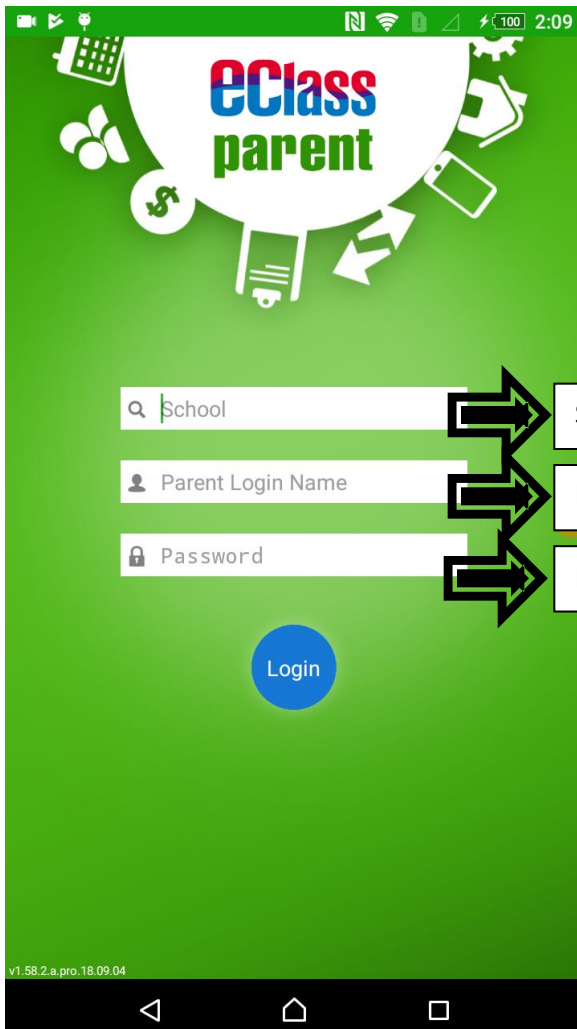 100 2:09
eClass
parent
School
Parent Login Name
Password
Login
v1.58.2.a.pro.18.09.04